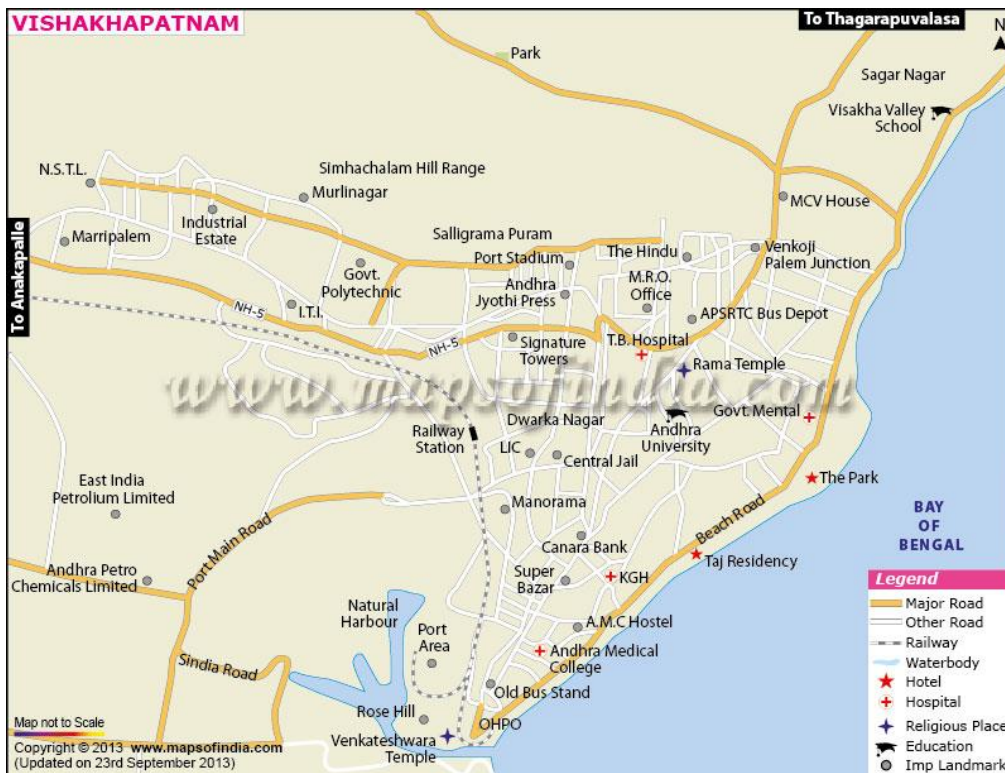 VISHAKHAPATNAM
To Thagarapuvalasa
N
Park
Sagar Nagar
Visakha Valley
School
N.S.T.L.
Simhachalam Hill Range
Murlinagar
MCV House
Industrial
Estate
Marripalem
Salligrama Puram
Port Stadium
The Hindu
Venkoji
Palem Junction
Govt.
Polytechnic
M.R.O.
Office
Andhra
Jyothi Press
To Anakapalle
NH-5
I.T.I.
APSRTC Bus Depot
NH-5
Signature
Towers
T.B. Hospital
Rama Temple
www.mapsofindia.com
Dwarka Nagar
Govt. Mental
Railway
Station
Andhra
University
LIC
Central Jail
East India
Petrolium Limited
The Park
Manorama
Beach Road
BAY
OF
BENGAL
Port Main Road
Canara Bank
Taj Residency
Andhra Petro
Chemicals Limited
Super
Bazar
KGH
Natural
Harbour
Port
Area
A.M.C Hostel
Andhra Medical
College
Sindia Road
Old Bus Stand
Rose Hill
OHPO
Venkateshwara
Temple
Legend
Major Road
Other Road
Railway
Waterbody
Hotel
Hospital
Religious Place
Education
Imp Landmark
Map not to Scale
Copyright © 2013 www.mapsofindia.com
(Updated on 23rd September 2013)